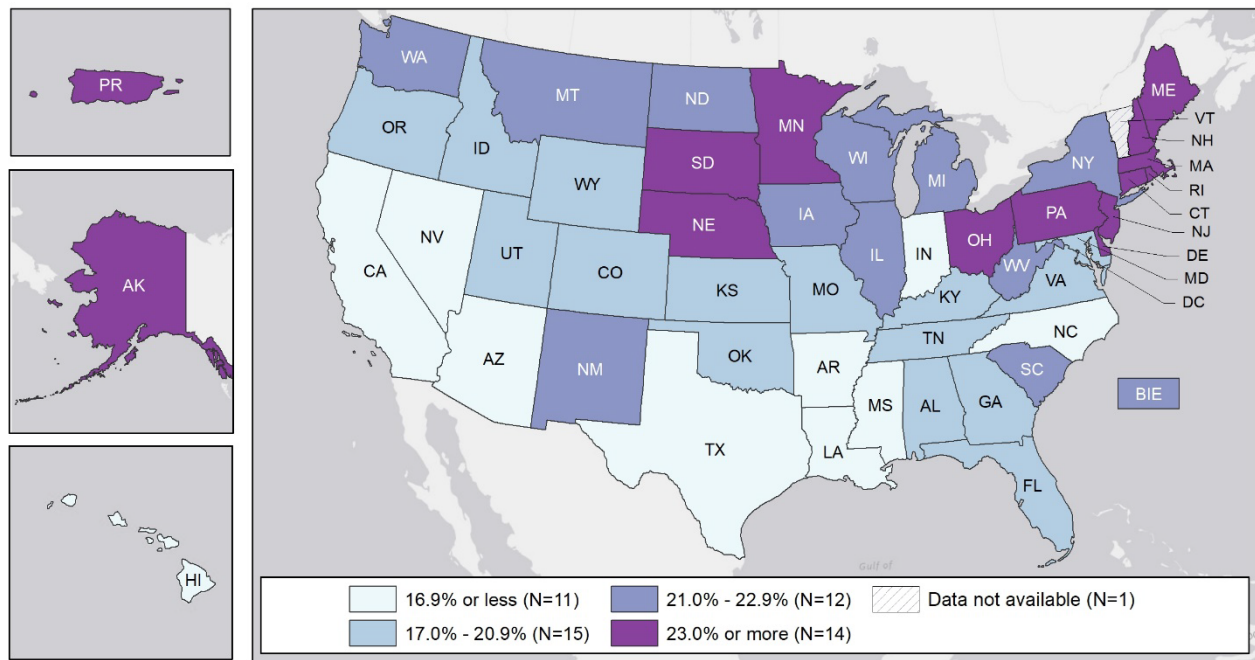 PR
AK
HI
WA
MT
ND
MN
ME
VT
NH
MA
RI
CT
NJ
DE
MD
DC
OR
ID
WY
SD
WI
MI
NY
NE
IA
PA
NV
UT
CO
KS
MO
IL
IN
OH
WV
VA
KY
CA
AZ
NM
OK
AR
TN
NC
SC
BIE
TX
LA
MS
AL
GA
FL
Gulf of
16.9% or less (N=11)
21.0% - 22.9% (N=12)
Data not available (N=1)
17.0% - 20.9% (N=15)
23.0% or more (N=14)